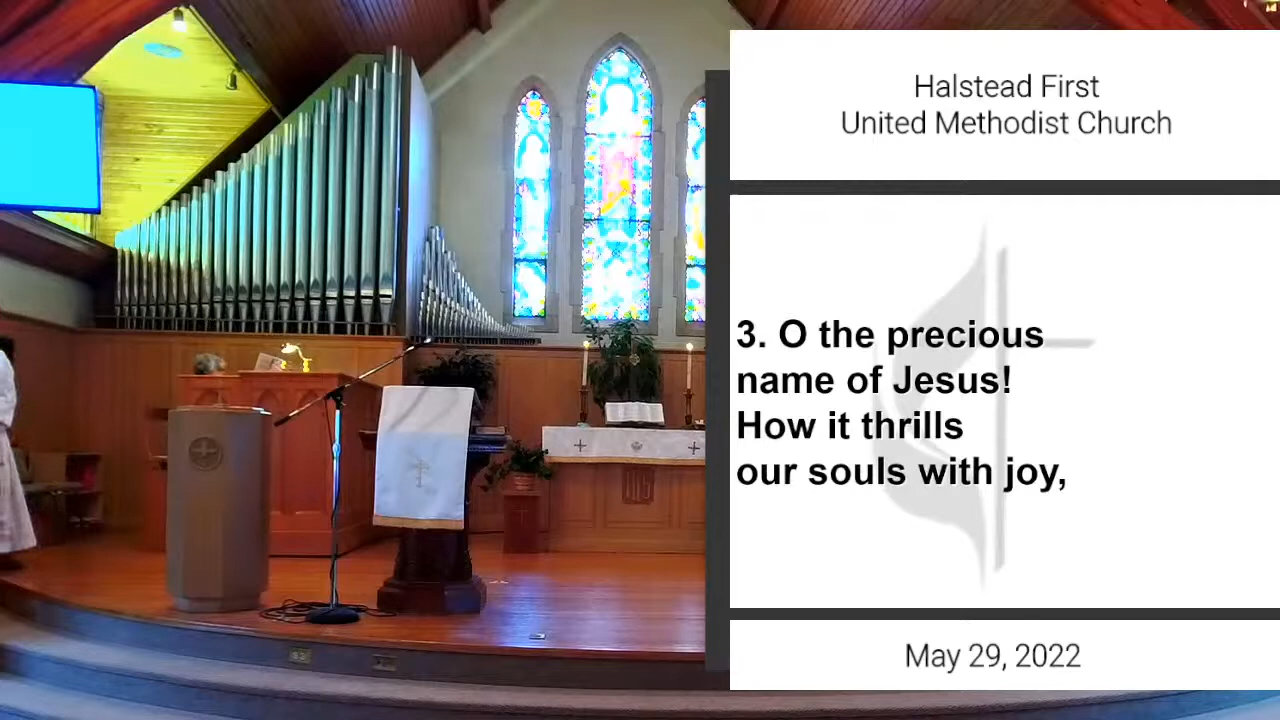 Halstead First
United Methodist Church
3. O the precious
name of Jesus!
How it thrills
our souls with joy,
May 29, 2022
IHS